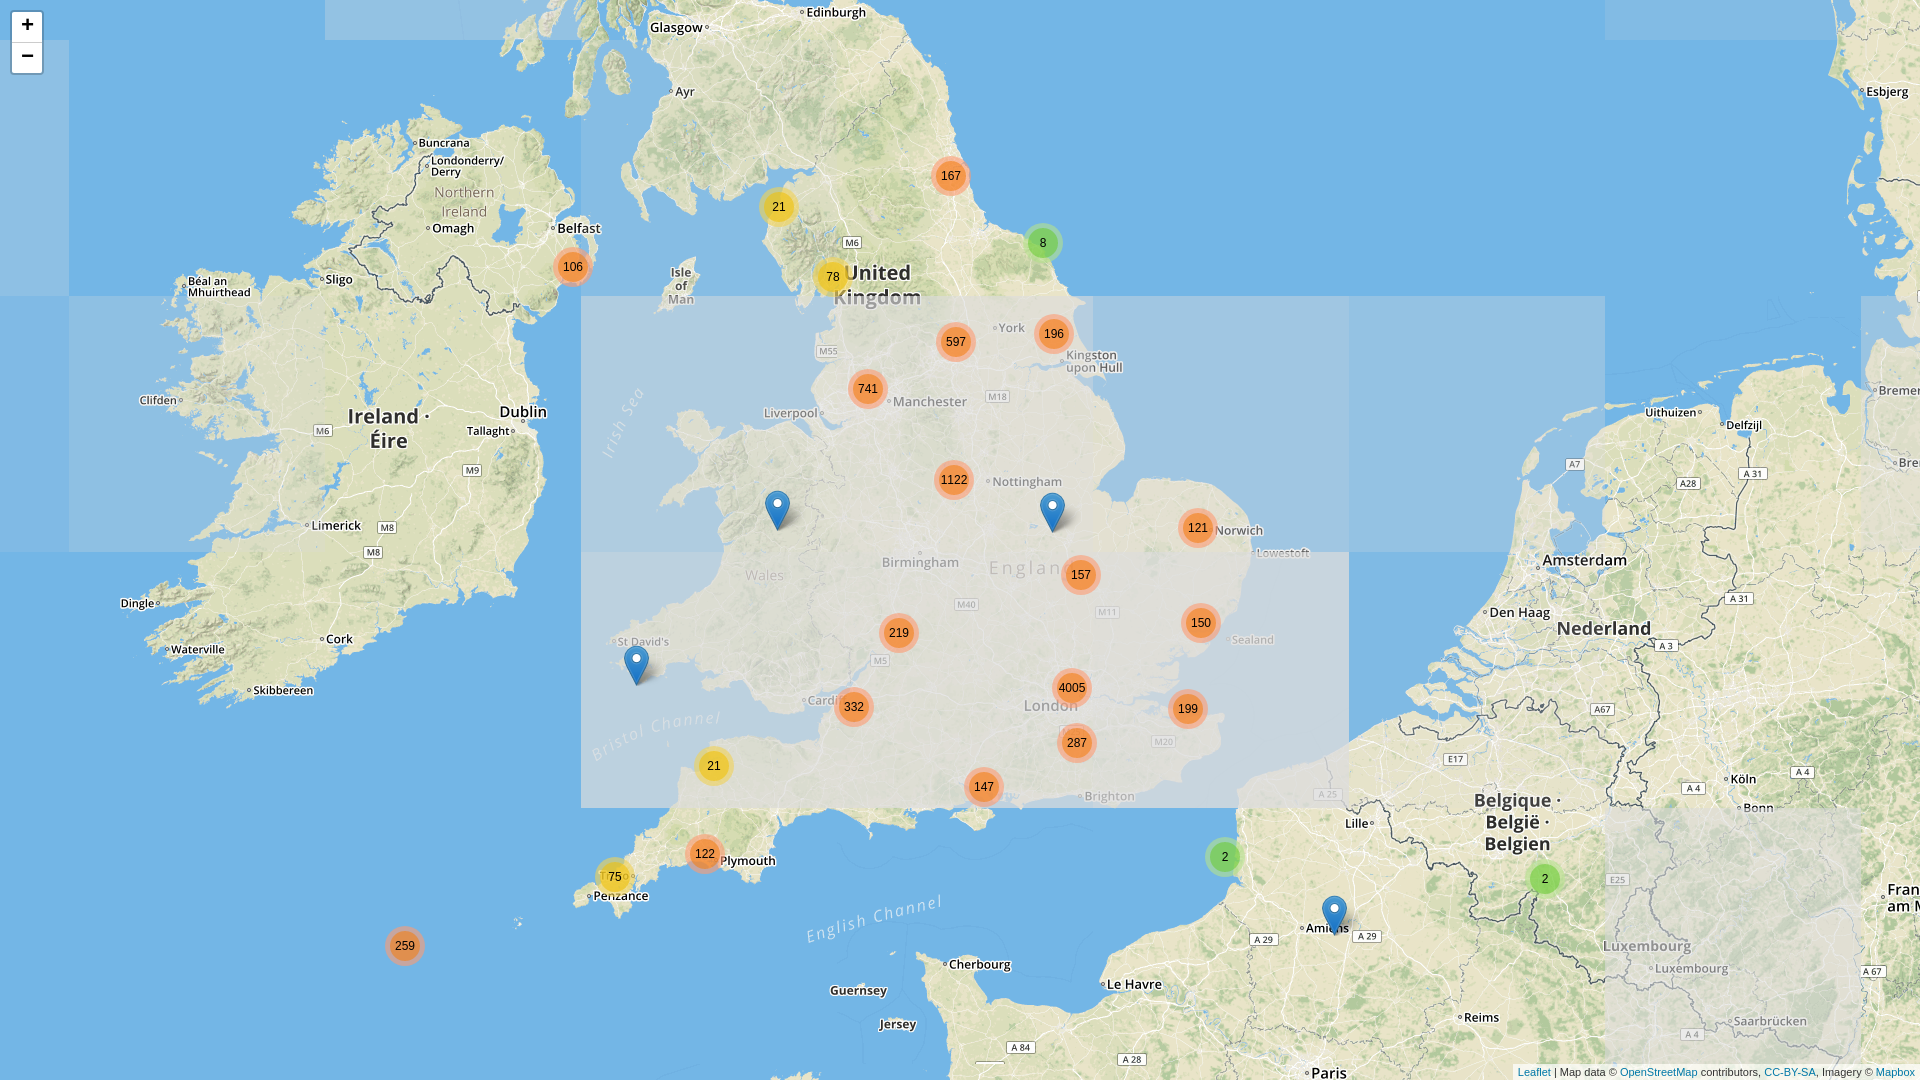 +
−
Glasgow
Edinburgh
Ayr
Esbjerg
Buncrana
Londonderry/
Derry
Northern
Ireland
Omagh
Belfast
167
21
8
M6
106
78
United
Kingdom
Isle
of
Man
Sligo
Béal an
Mhuirthead
York
196
597
M55
Kingston
upon Hull
741
Manchester
M18
Liverpool
Irish Sea
Clifden
Ireland ·
Éire
Dublin
Tallaght
M6
M9
Uithuizen
Delfzijl
Breme
Bre
A7
A 31
A28
1122
Nottingham
121
Norwich
Lowestoft
Limerick
M8
M8
Birmingham
Englan
157
Wales
Amsterdam
Dingle
M40
M11
A 31
Den Haag
Nederland
219
150
Sealand
Cork
Waterville
St David's
M5
A 3
Skibbereen
4005
London
Cardi
332
199
A67
Bristol Channel
287
M20
E17
21
147
Brighton
A 25
Köln
A 4
A 4
Bonn
Belgique ·
België ·
Belgien
Lille
122
Plymouth
2
75
Penzance
2
E25
Fran
am M
English Channel
259
Amiens
A 29
A 29
Luxembourg
Luxembourg
A 67
Cherbourg
Le Havre
Guernsey
Jersey
Reims
Saarbrücken
A 4
A 84
A 28
Paris
Leaflet | Map data © OpenStreetMap contributors, CC-BY-SA, Imagery © Mapbox